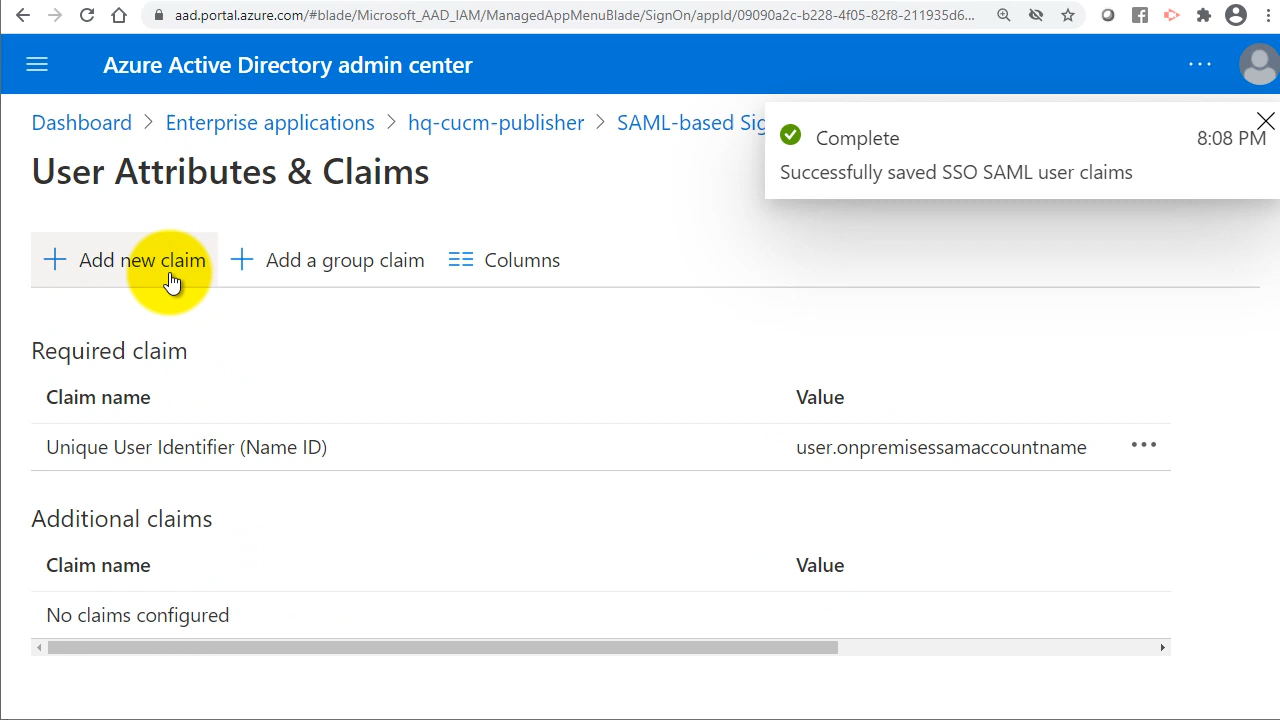 aad.portal.azure.com/#blade/Microsoft_AAD_IAM/ManagedAppMenuBlade/SignOn/appId/09090a2c-b228-4f05-82f8-211935d6...
Azure Active Directory admin center
Dashboard > Enterprise applications > hq-cucm-publisher > SAML-based Sig
Complete 8:08 PM
Successfully saved SSO SAML user claims
User Attributes & Claims
Add new claim Add a group claim Columns
Required claim
Claim name Value
Unique User Identifier (Name ID) user.onpremisessamaccountname
Additional claims
Claim name Value
No claims configured